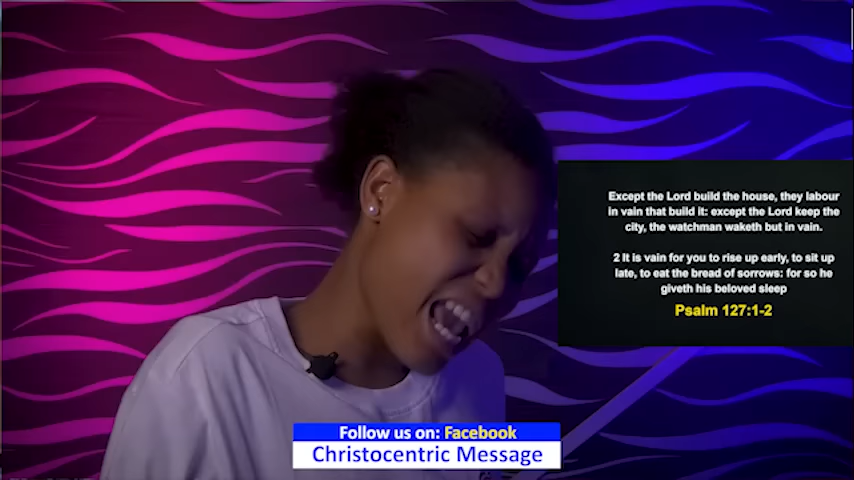 Except the Lord build the house, they labour
in vain that build it: except the Lord keep the
city, the watchman waketh but in vain.
2 It is vain for you to rise up early, to sit up
late, to eat the bread of sorrows: for so he
giveth his beloved sleep
Psalm 127:1-2
Follow us on: Facebook
Christocentric Message